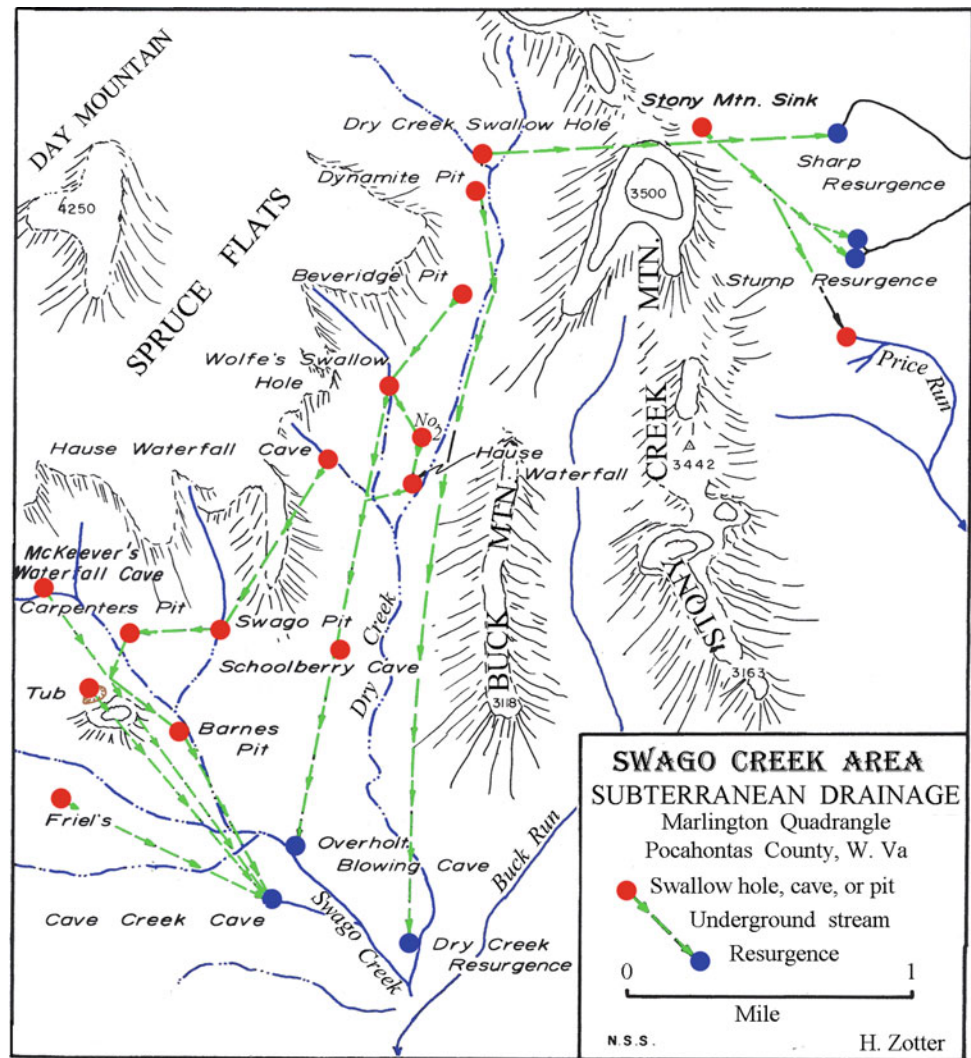 DAY MOUNTAIN
4250
SPRUCE FLATS
Stony Mtn. Sink
Dry Creek Swallow Hole
Dynamite Pit
3500
Sharp
Resurgence
Beveridge Pit
Stump Resurgence
Wolfe's Swallow
Hole
Price Run
No.
2
Hause Waterfall Cave
Hause
Waterfall
3442
STONY CREEK MTN.
McKeever's
Waterfall Cave
Carpenters Pit
Swago Pit
Schoolberry Cave
Dry Creek
BUCK MTN.
3118
3163
Tub
Barnes
Pit
Friel's
Overholt
Blowing Cave
Buck Run
Cave Creek Cave
Swago Creek
Dry Creek
Resurgence
SWAGO CREEK AREA
SUBTERRANEAN DRAINAGE
Marlington Quadrangle
Pocahontas County, W. Va
Swallow hole, cave, or pit
Underground stream
Resurgence
0 1
Mile
N.S.S. H. Zotter